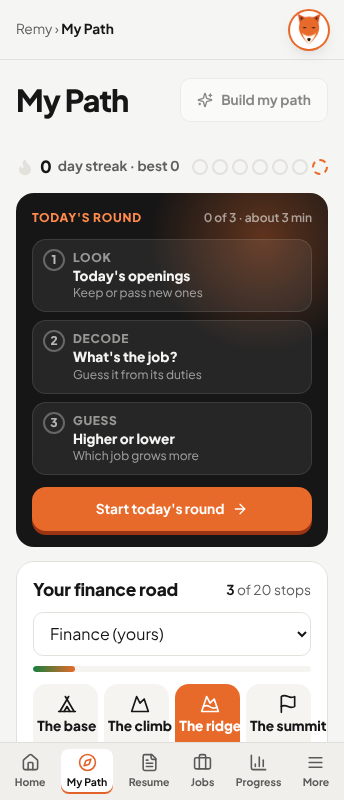 Remy › My Path
My Path
Build my path
0 day streak · best 0
TODAY'S ROUND
0 of 3 · about 3 min
1
LOOK
Today's openings
Keep or pass new ones
2
DECODE
What's the job?
Guess it from its duties
3
GUESS
Higher or lower
Which job grows more
Start today's round →
Your finance road
3 of 20 stops
Finance (yours)
The base
The climb
The ridge
The summit
Home
My Path
Resume
Jobs
Progress
More